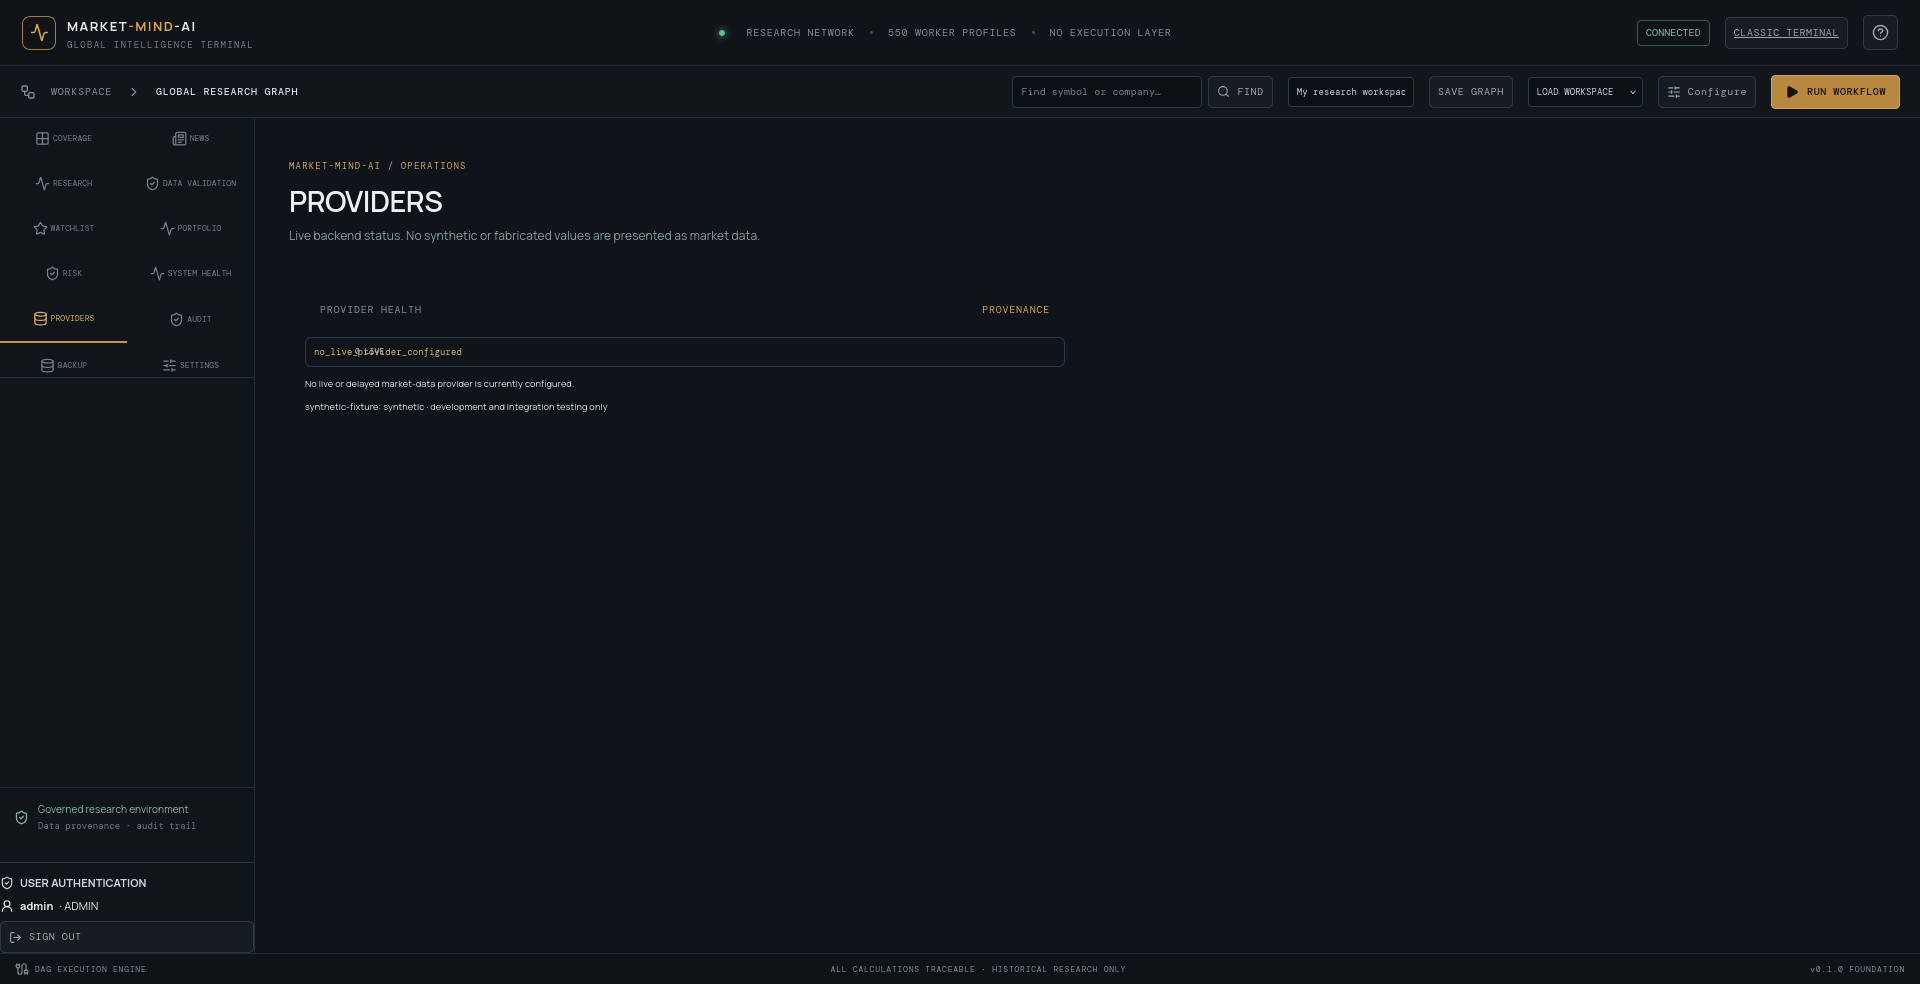 MARKET-MIND-AI
GLOBAL INTELLIGENCE TERMINAL
RESEARCH NETWORK • 550 WORKER PROFILES • NO EXECUTION LAYER
CONNECTED
CLASSIC TERMINAL
WORKSPACE
GLOBAL RESEARCH GRAPH
Find symbol or company…
FIND
My research workspac
SAVE GRAPH
LOAD WORKSPACE
Configure
RUN WORKFLOW
COVERAGE
NEWS
RESEARCH
DATA VALIDATION
WATCHLIST
PORTFOLIO
RISK
SYSTEM HEALTH
PROVIDERS
AUDIT
BACKUP
SETTINGS
MARKET-MIND-AI / OPERATIONS
PROVIDERS
Live backend status. No synthetic or fabricated values are presented as market data.
PROVIDER HEALTH
PROVENANCE
no_live_provider_configured
0 LIVE
No live or delayed market-data provider is currently configured.
synthetic-fixture: synthetic · development and integration testing only
Governed research environment
Data provenance · audit trail
USER AUTHENTICATION
admin · ADMIN
SIGN OUT
DAG EXECUTION ENGINE
ALL CALCULATIONS TRACEABLE · HISTORICAL RESEARCH ONLY
v0.1.0 FOUNDATION